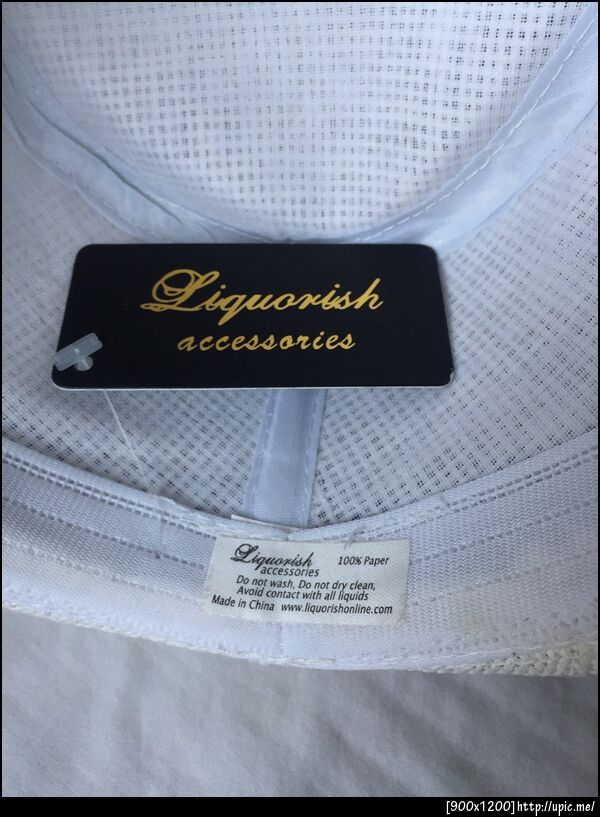 Liquorish
accessories
Liquorish
accessories
100% Paper
Do not wash, Do not dry clean,
Avoid contact with all liquids
Made in China www.liquorishonline.com
[900x1200]http://upic.me/